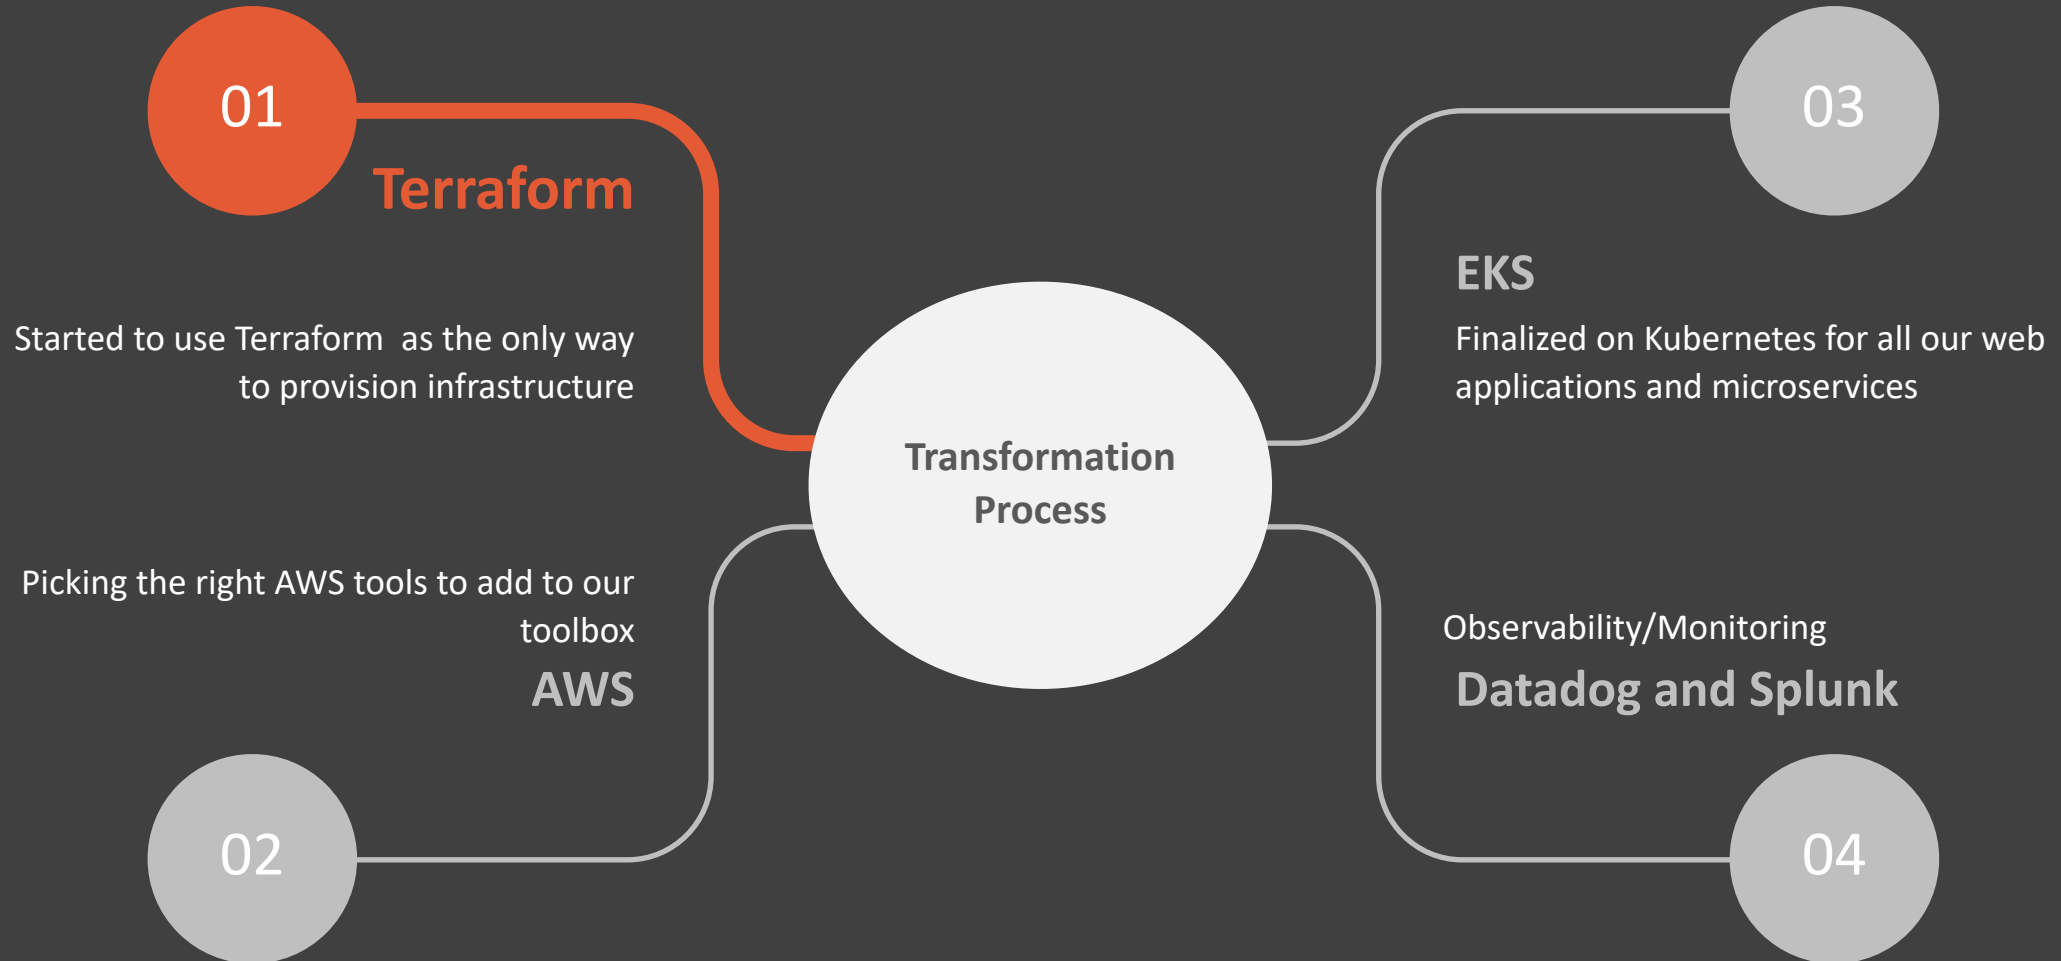 01
Terraform
Started to use Terraform  as the only way
to provision infrastructure
Picking the right AWS tools to add to our
toolbox
AWS
02
Transformation
Process
03
EKS
Finalized on Kubernetes for all our web
applications and microservices
Observability/Monitoring
Datadog and Splunk
04